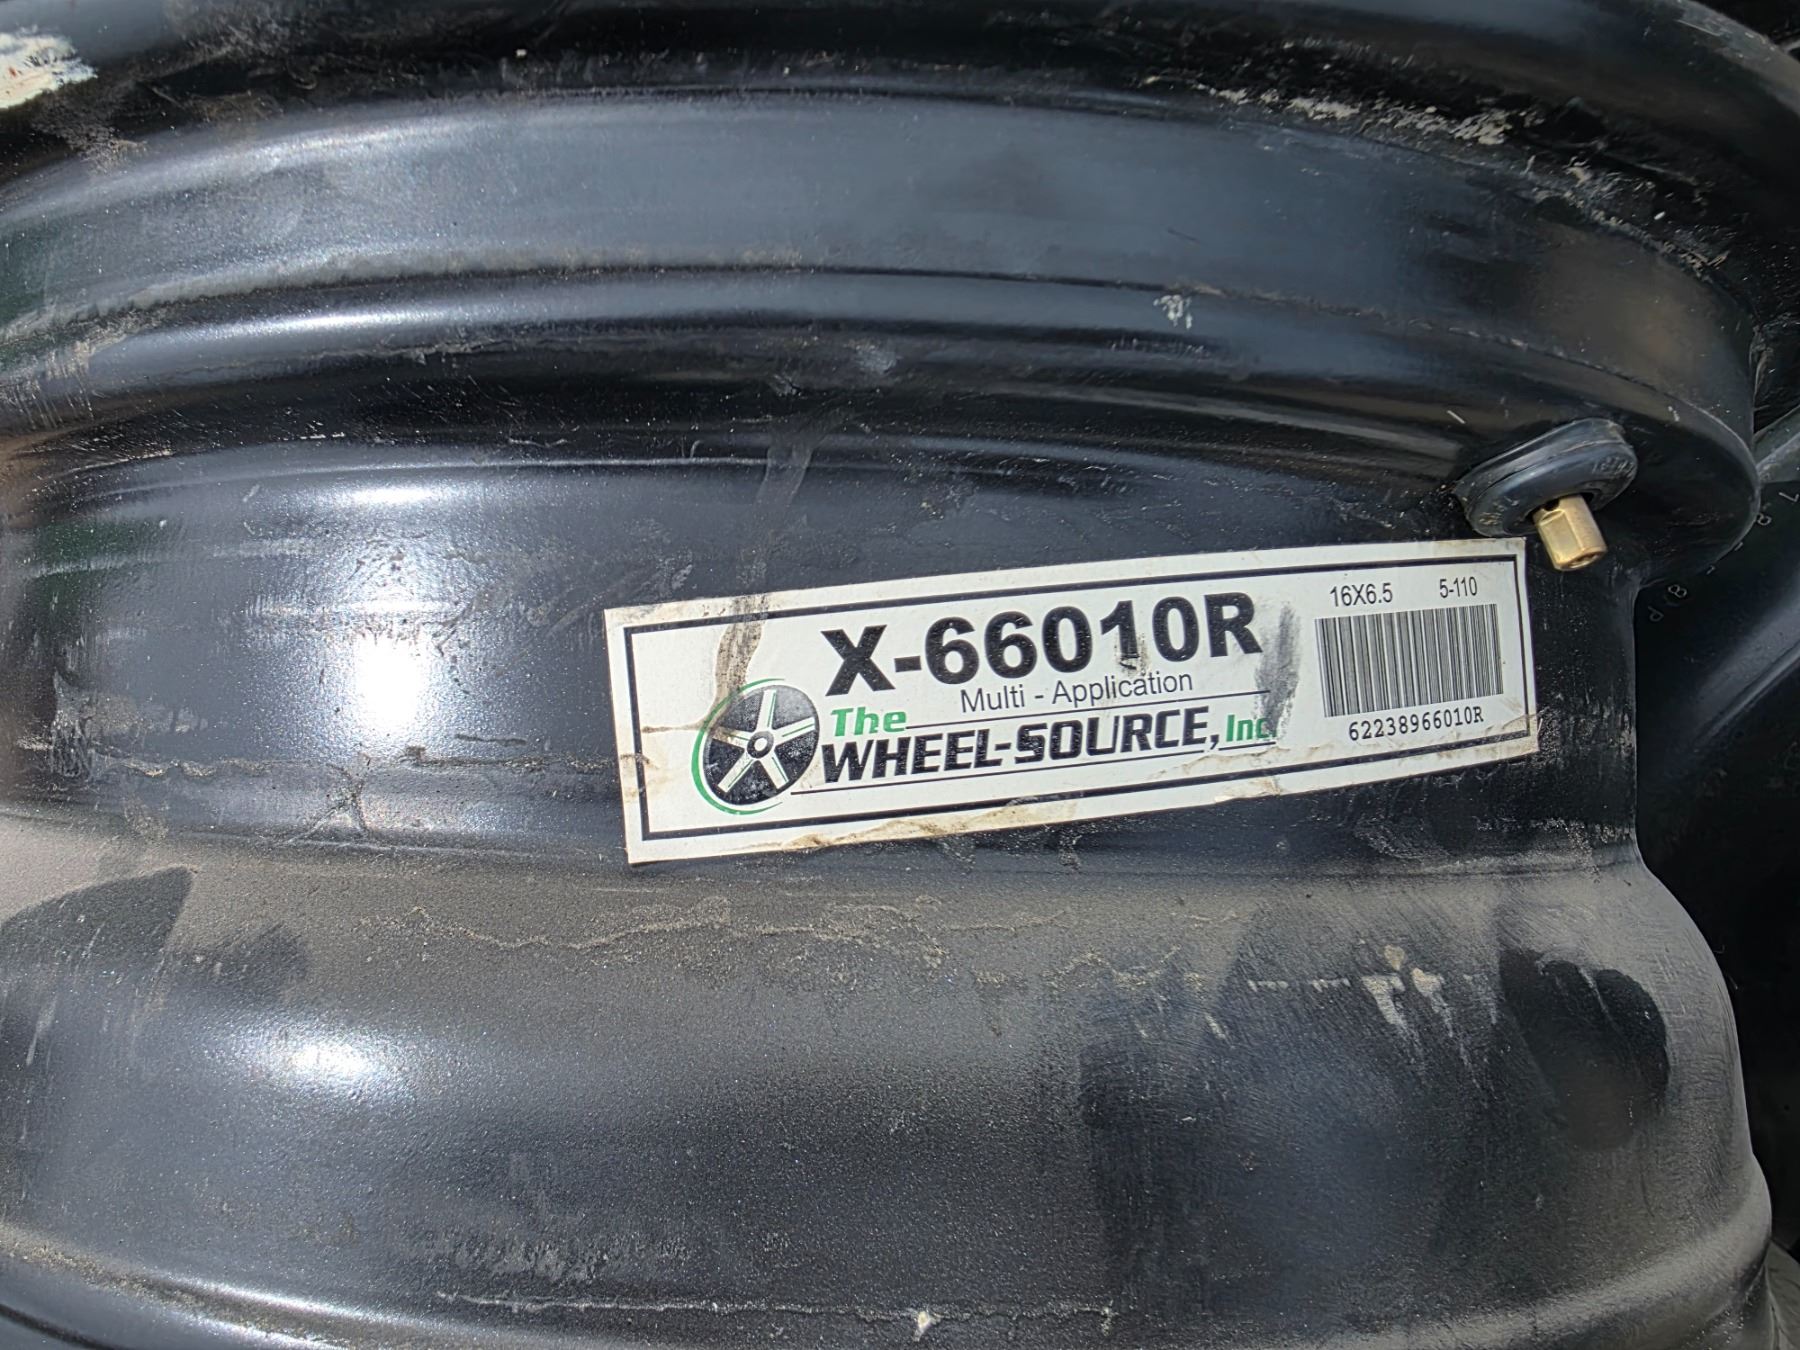 X-66010R
Multi - Application
The
WHEEL-SOURCE, Inc.
16X6.5 5-110
62238966010R